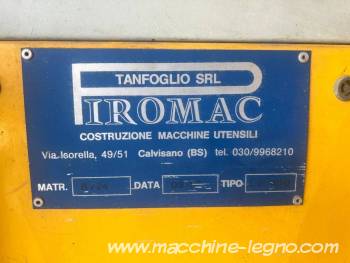 TANFOGLIO SRL
PIROMAC
COSTRUZIONE MACCHINE UTENSILI
Via.Isorella, 49/51 Calvisano (BS) tel. 030/9968210
MATR. DATA TIPO
www.macchine-legno.com